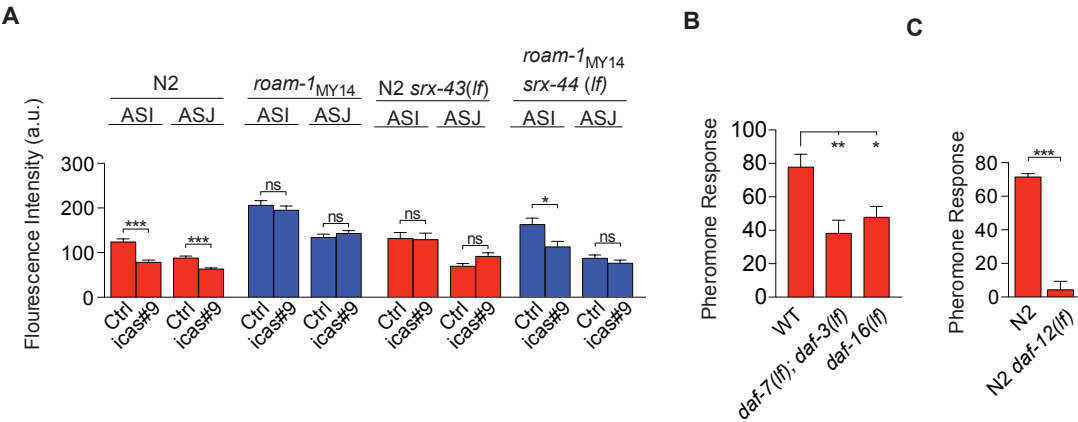 A
B
C
N2
roam-1MY14
N2 srx-43(lf)
roam-1MY14
srx-44 (lf)
ASI
ASJ
ASI
ASJ
ASI
ASJ
ASI
ASJ
Flourescence Intensity (a.u.)
300
200
100
0
***
***
ns
ns
ns
ns
*
ns
Ctrl
icas#9
Ctrl
icas#9
Ctrl
icas#9
Ctrl
icas#9
Ctrl
icas#9
Ctrl
icas#9
Ctrl
icas#9
Ctrl
icas#9
Pheromone Response
100
80
60
40
20
0
**
*
WT
daf-7(lf); daf-3(lf)
daf-16(lf)
Pheromone Response
80
60
40
20
0
***
N2
N2 daf-12(lf)